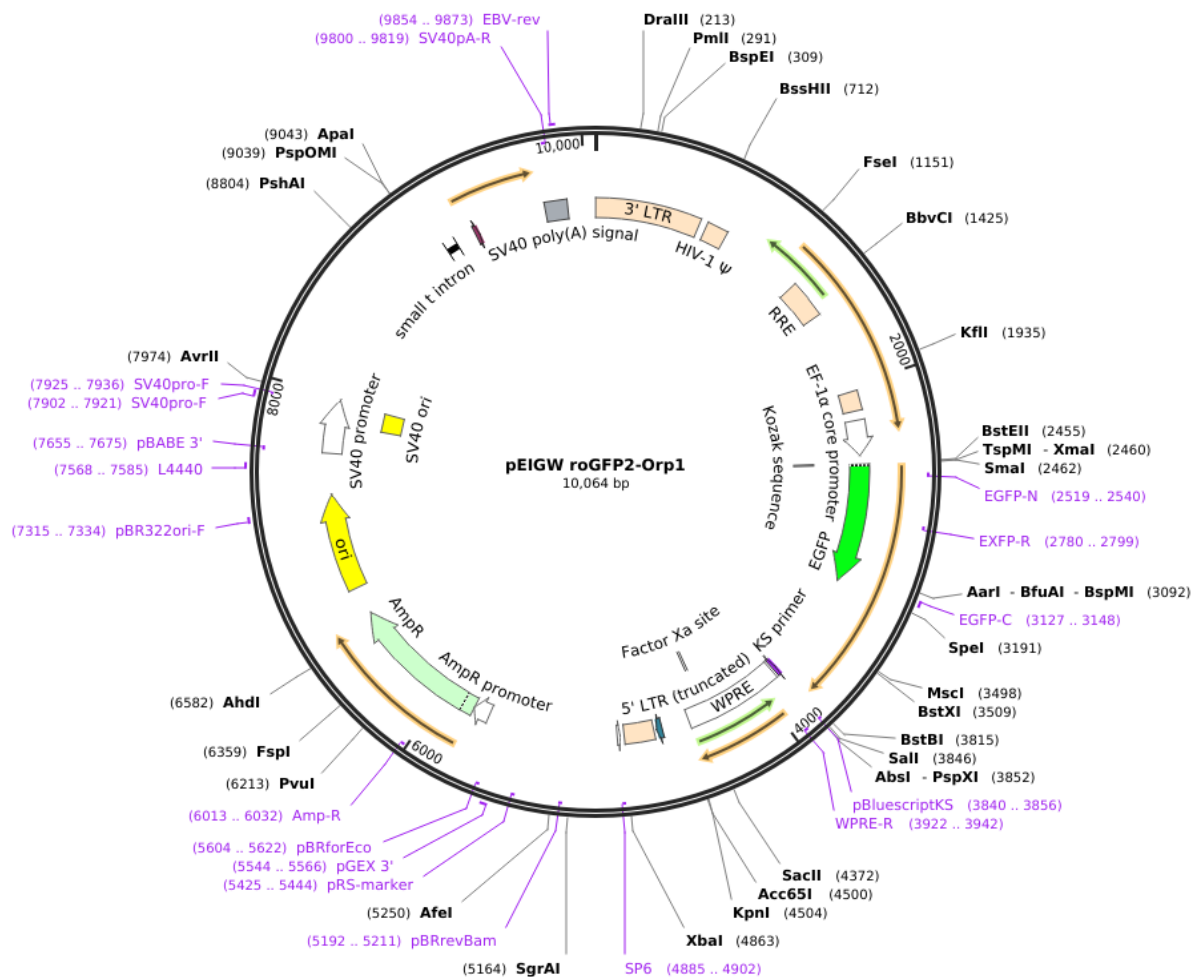 (9854 .. 9873) EBV-rev
(9800 .. 9819) SV40pA-R
DraIII (213)
PmlI (291)
BspEI (309)
BssHII (712)
(9043) ApaI
(9039) PspOMI
(8804) PshAI
FseI (1151)
BbvCI (1425)
KflI (1935)
10,000
3' LTR
HIV-1 Ψ
SV40 poly(A) signal
small t intron
RRE
2000
(7974) AvrII
(7925 .. 7936) SV40pro-F
(7902 .. 7921) SV40pro-F
(7655 .. 7675) pBABE 3'
(7568 .. 7585) L4440
(7315 .. 7334) pBR322ori-F
8000
SV40 promoter
SV40 ori
EF-1α core promoter
Kozak sequence
pEIGW roGFP2-Orp1
10,064 bp
BstEII (2455)
TspMI - XmaI (2460)
SmaI (2462)
EGFP-N (2519 .. 2540)
EXFP-R (2780 .. 2799)
AarI - BfuAI - BspMI (3092)
EGFP-C (3127 .. 3148)
SpeI (3191)
EGFP
ori
AmpR
AmpR promoter
Factor Xa site
KS primer
5' LTR (truncated)
WPRE
4000
6000
MscI (3498)
BstXI (3509)
BstBI (3815)
SalI (3846)
AbsI - PspXI (3852)
pBluescriptKS (3840 .. 3856)
WPRE-R (3922 .. 3942)
(6582) AhdI
(6359) FspI
(6213) PvuI
(6013 .. 6032) Amp-R
(5604 .. 5622) pBRforEco
(5544 .. 5566) pGEX 3'
(5425 .. 5444) pRS-marker
(5250) AfeI
(5192 .. 5211) pBRrevBam
(5164) SgrAI
SacII (4372)
Acc65I (4500)
KpnI (4504)
XbaI (4863)
SP6 (4885 .. 4902)